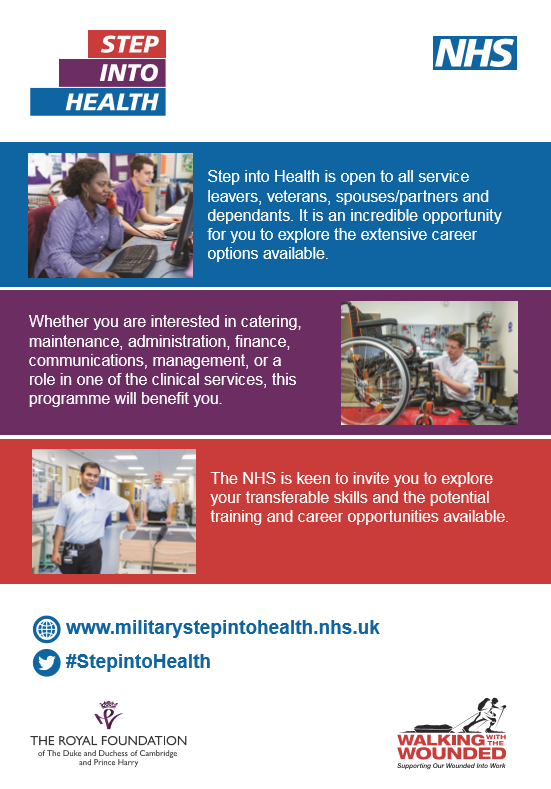 STEP
INTO
HEALTH
NHS
Step into Health is open to all service
leavers, veterans, spouses/partners and
dependants. It is an incredible opportunity
for you to explore the extensive career
options available.
Whether you are interested in catering,
maintenance, administration, finance,
communications, management, or a
role in one of the clinical services, this
programme will benefit you.
The NHS is keen to invite you to explore
your transferable skills and the potential
training and career opportunities available.
www.militarystepintohealth.nhs.uk
#StepintoHealth
THE ROYAL FOUNDATION
of The Duke and Duchess of Cambridge
and Prince Harry
WALKING WITH THE
WOUNDED
Supporting Our Wounded Into Work